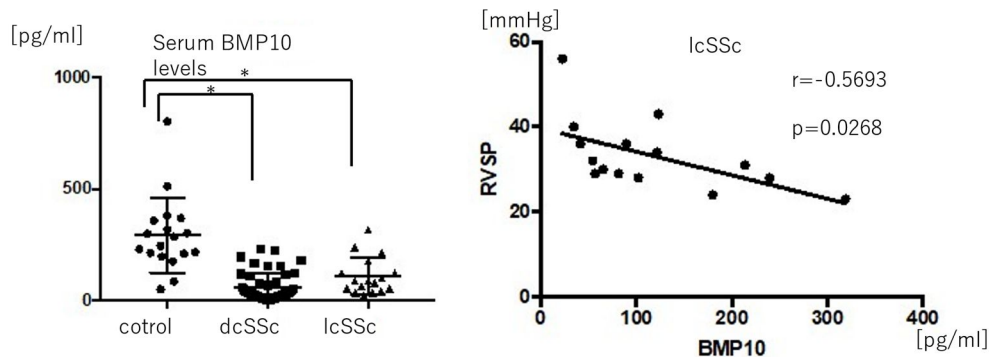 [pg/ml]
Serum BMP10
levels
*
*
1000
500
0
cotrol
dcSSc
lcSSc
[mmHg]
lcSSc
r=-0.5693
p=0.0268
60
40
20
0
RVSP
0
100
200
300
400
BMP10
[pg/ml]